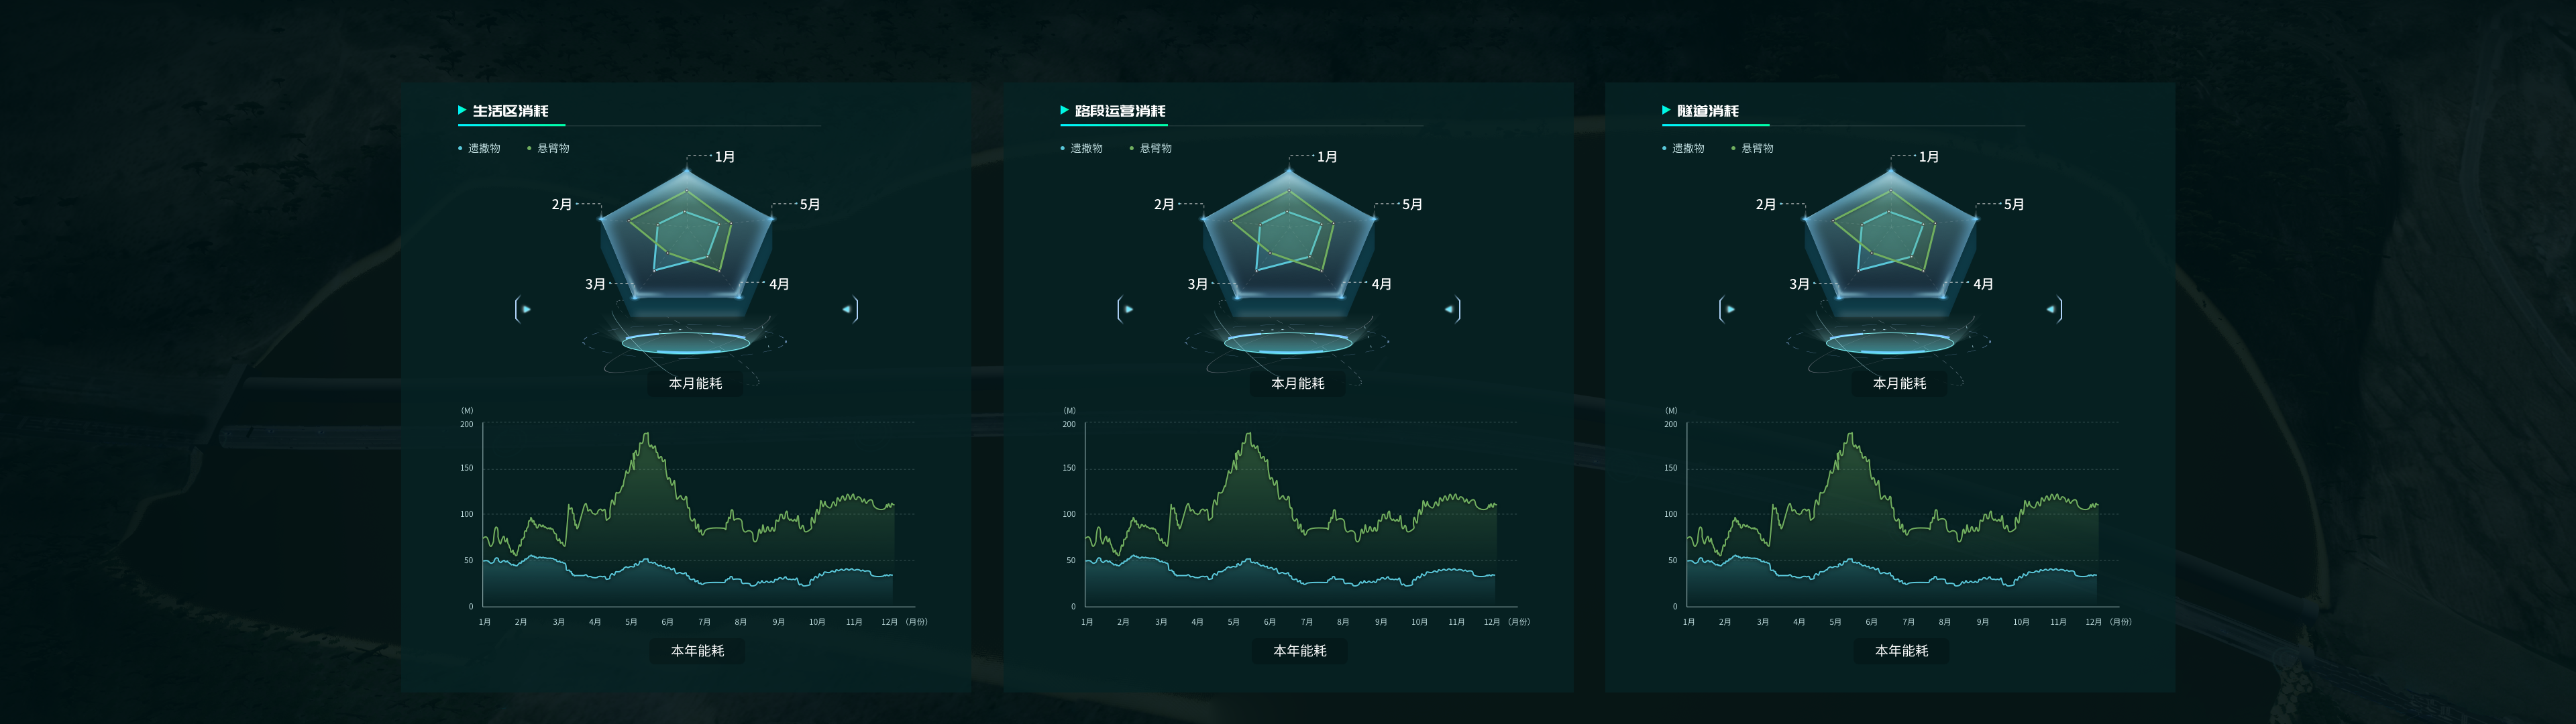 生活区消耗
遗撒物 悬臂物
1月
2月 5月
3月 4月
本月能耗
(M)
200
150
100
50
0
1月 2月 3月 4月 5月 6月 7月 8月 9月 10月 11月 12月 (月份)
本年能耗
路段运营消耗
遗撒物 悬臂物
1月
2月 5月
3月 4月
本月能耗
(M)
200
150
100
50
0
1月 2月 3月 4月 5月 6月 7月 8月 9月 10月 11月 12月 (月份)
本年能耗
隧道消耗
遗撒物 悬臂物
1月
2月 5月
3月 4月
本月能耗
(M)
200
150
100
50
0
1月 2月 3月 4月 5月 6月 7月 8月 9月 10月 11月 12月 (月份)
本年能耗